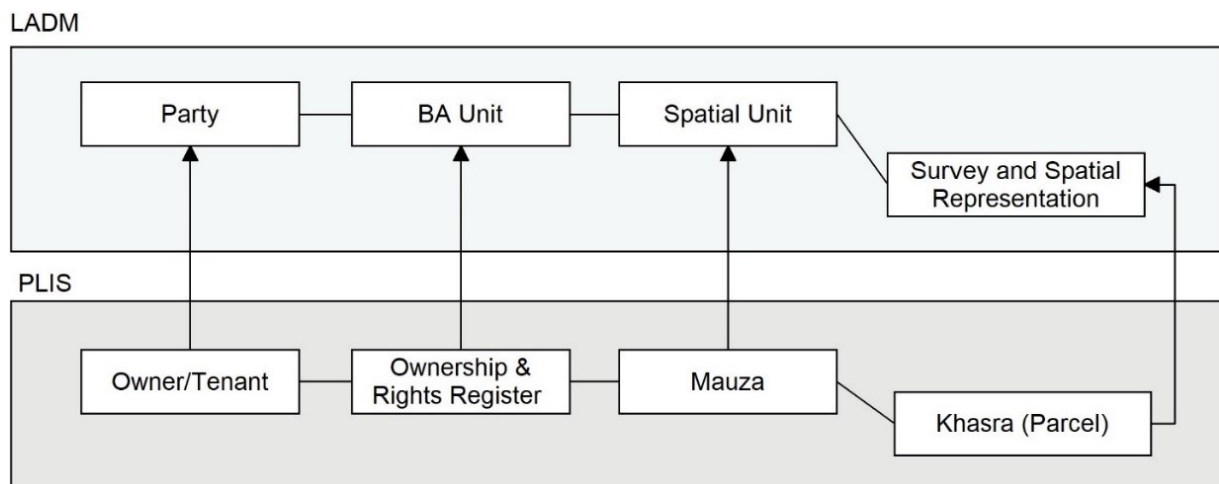 LADM
Party
BA Unit
Spatial Unit
Survey and Spatial
Representation
PLIS
Owner/Tenant
Ownership &
Rights Register
Mauza
Khasra (Parcel)